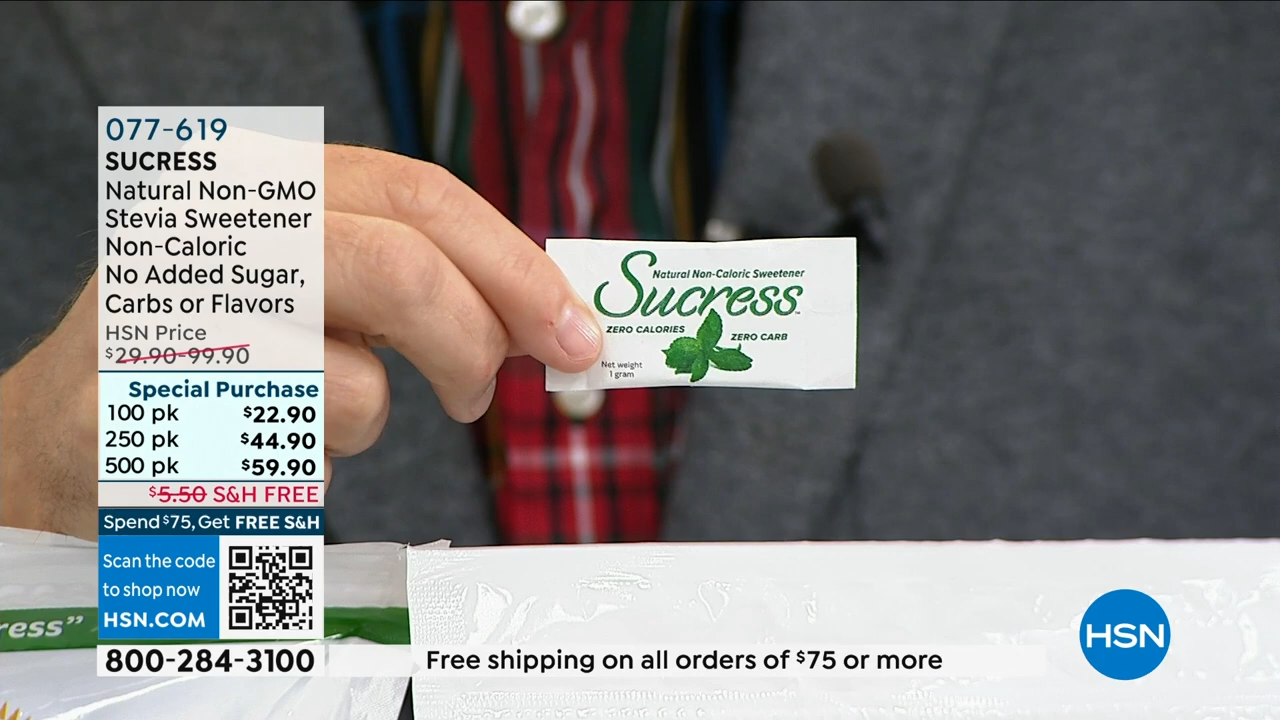 077-619
SUCRESS
Natural Non-GMO
Stevia Sweetener
Non-Caloric
No Added Sugar,
Carbs or Flavors
HSN Price
$29.90-99.90
Special Purchase
100 pk $22.90
250 pk $44.90
500 pk $59.90
$5.50 S&H FREE
Spend $75, Get FREE S&H
Scan the code
to shop now
HSN.COM
800-284-3100
Natural Non-Caloric Sweetener
Sucress™
ZERO CALORIES
ZERO CARB
Net weight
1 gram
ress”
Free shipping on all orders of $75 or more
HSN